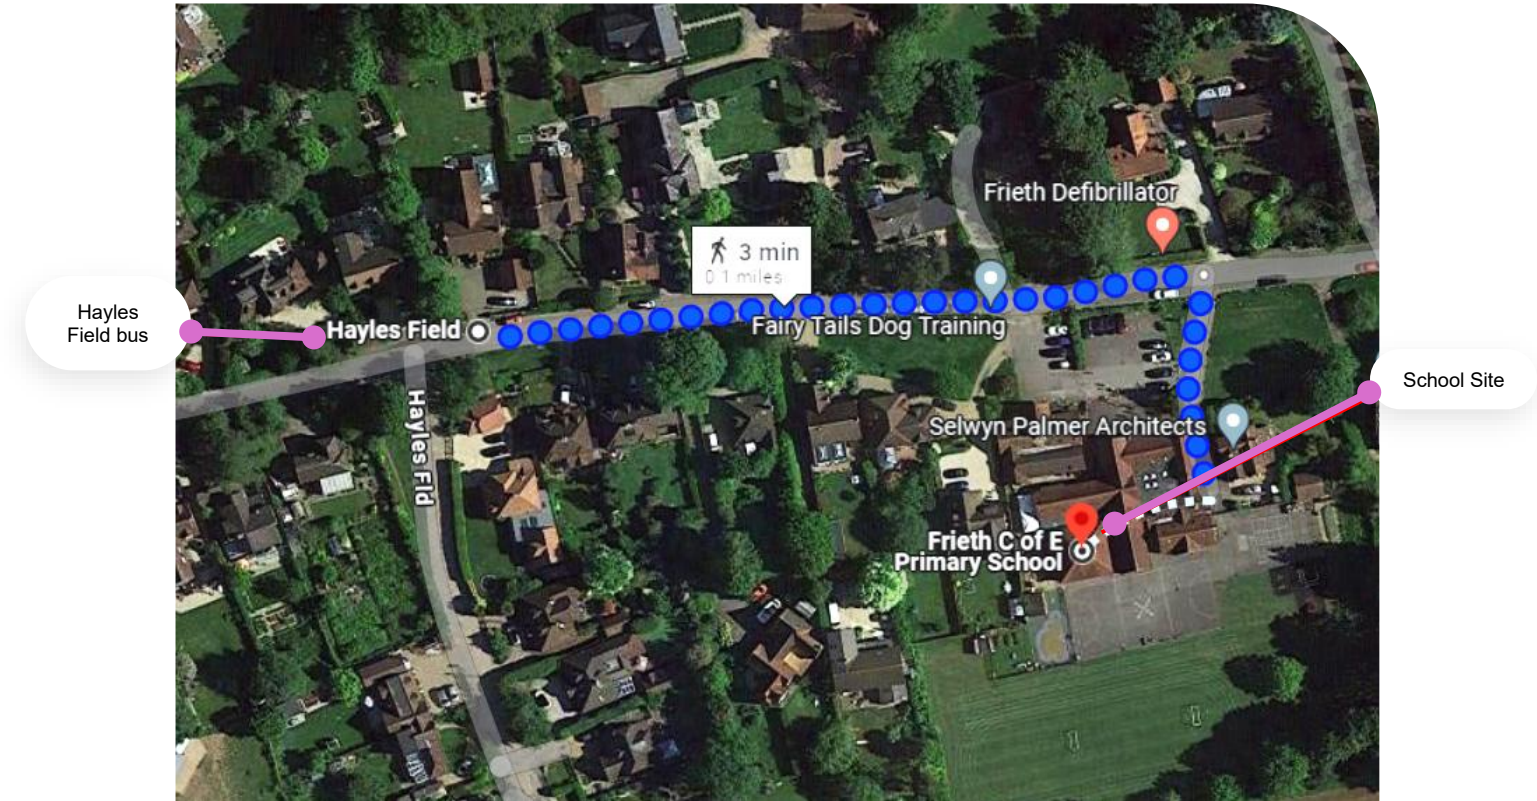 Frieth Defibrillator
3 min
0.1 miles
Hayles
Field bus
Hayles Field
Fairy Tails Dog Training
School Site
Hayles Fld
Selwyn Palmer Architects
Frieth C of E
Primary School